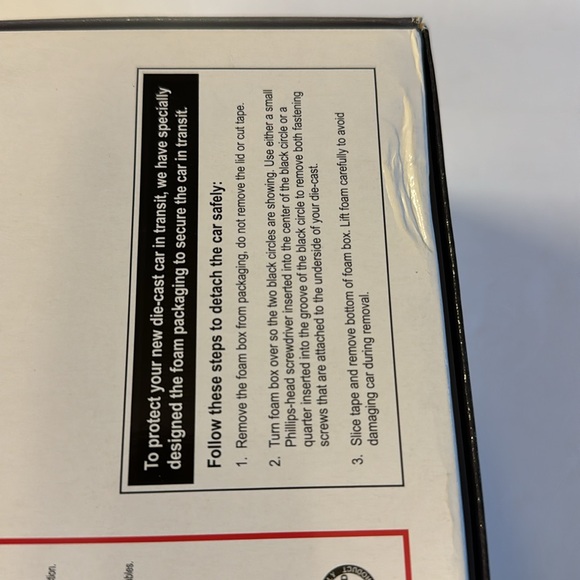 To protect your new die-cast car in transit, we have specially
designed the foam packaging to secure the car in transit.
Follow these steps to detach the car safely:
1. Remove the foam box from packaging, do not remove the lid or cut tape.
2. Turn foam box over so the two black circles are showing. Use either a small
Phillips-head screwdriver inserted into the center of the black circle or a
quarter inserted into the groove of the black circle to remove both fastening
screws that are attached to the underside of your die-cast.
3. Slice tape and remove bottom of foam box. Lift foam carefully to avoid
damaging car during removal.